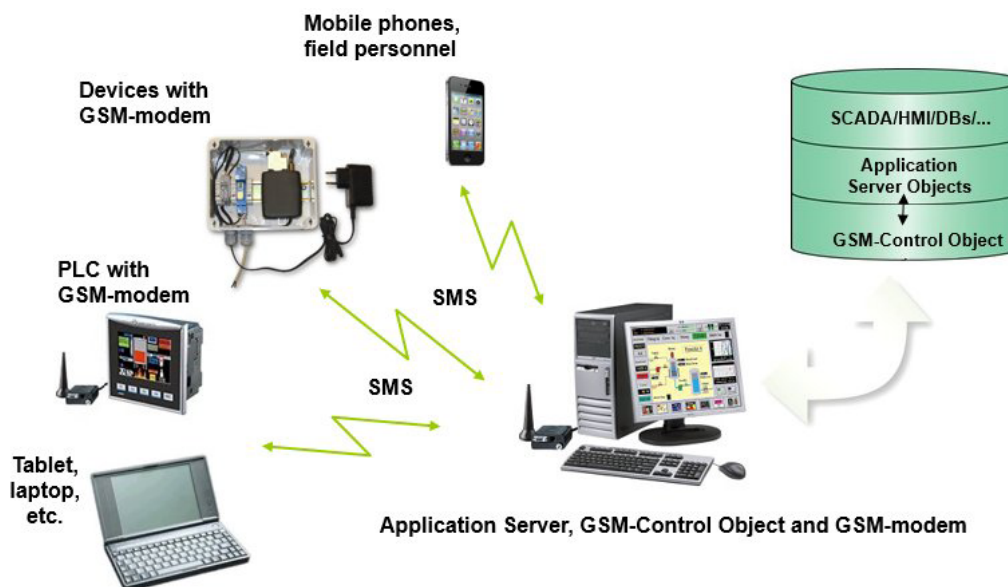 Mobile phones,
field personnel
Devices with
GSM-modem
SCADA/HMI/DBs/...
Application
Server Objects
GSM-Control Object
PLC with
GSM-modem
SMS
SMS
Tablet,
laptop,
etc.
Application Server, GSM-Control Object and GSM-modem